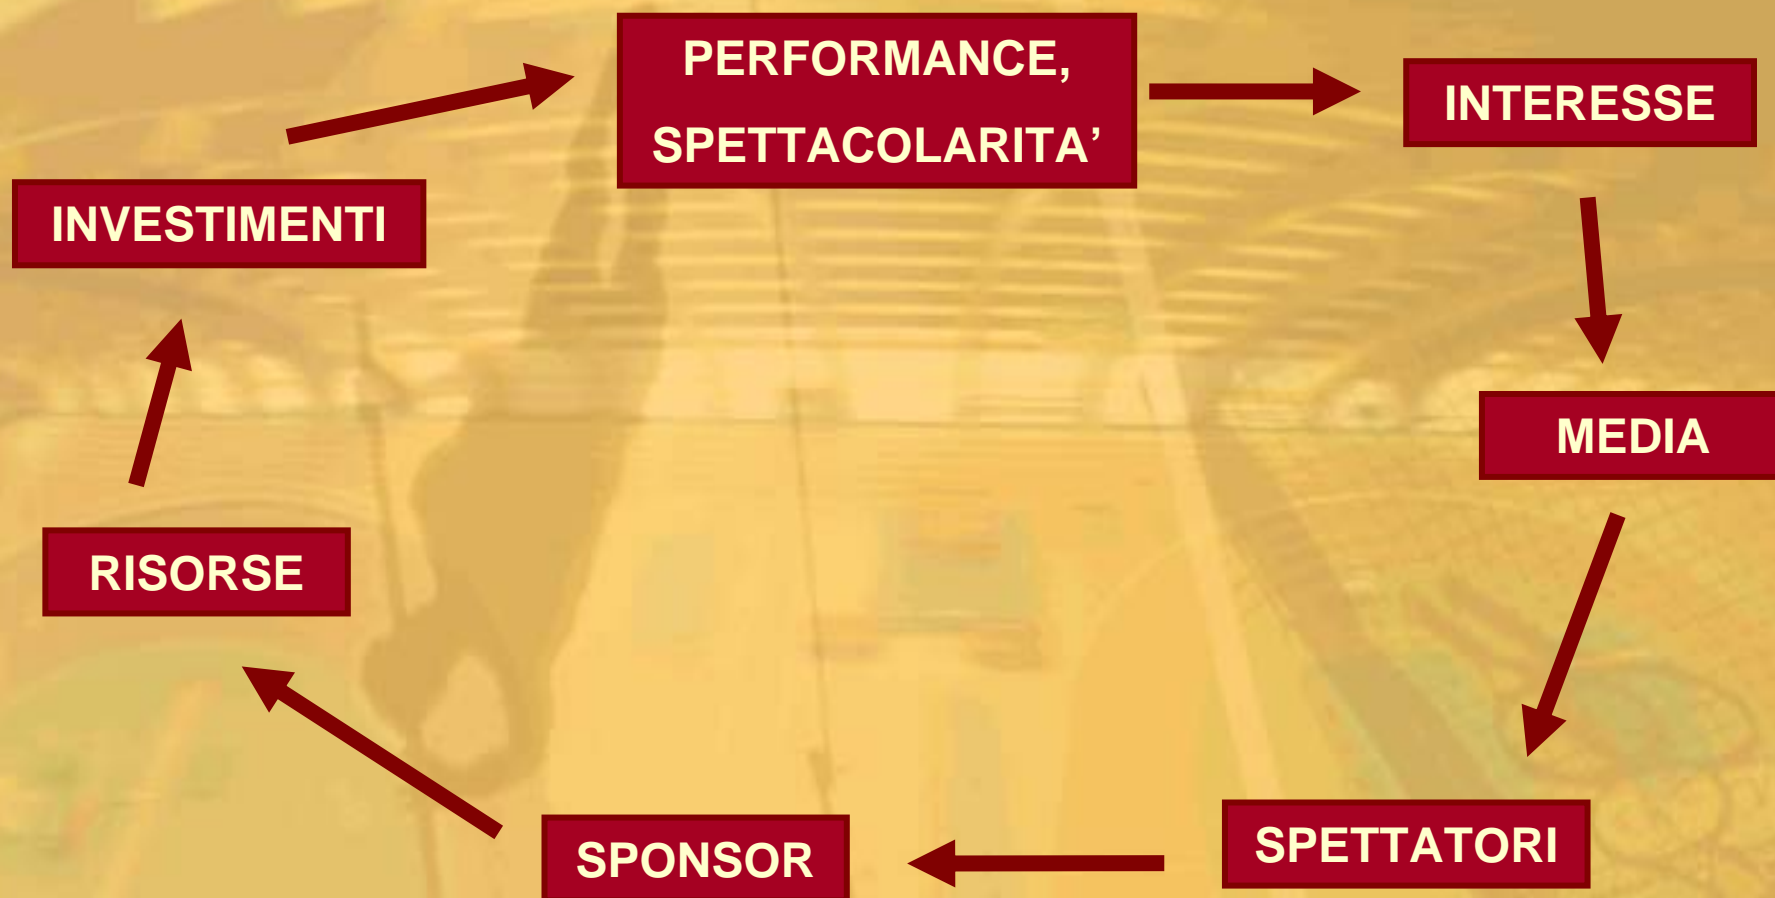 PERFORMANCE,
SPETTACOLARITA’
INTERESSE
INVESTIMENTI
MEDIA
RISORSE
SPETTATORI
SPONSOR